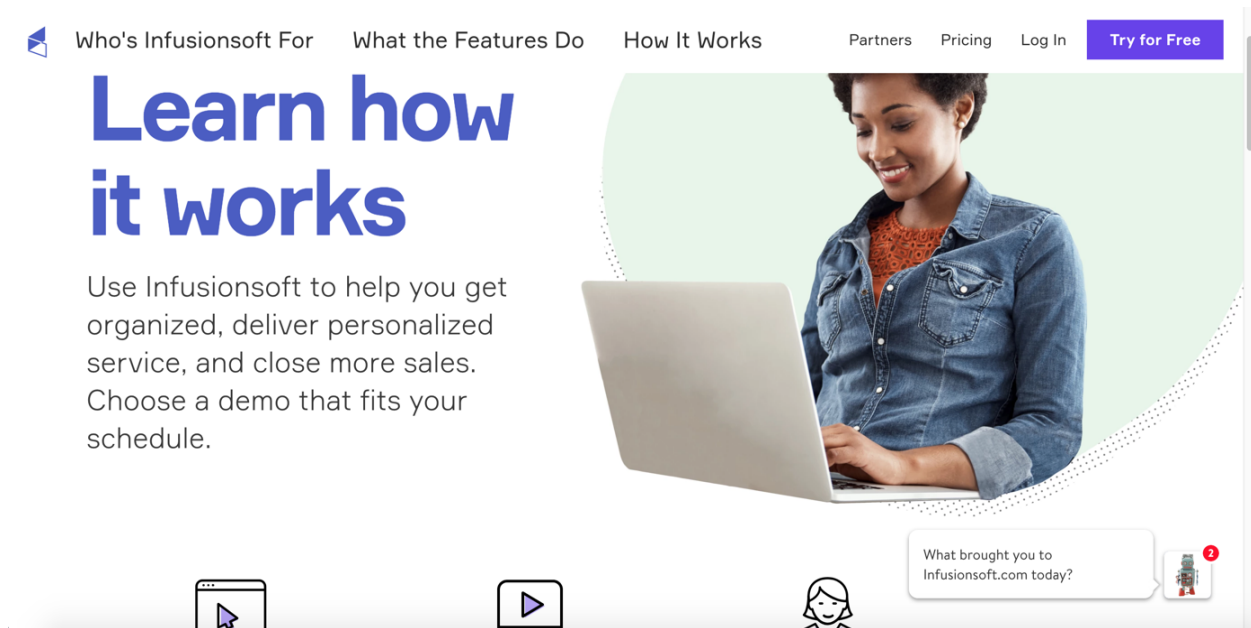 Who's Infusionsoft For What the Features Do How It Works Partners Pricing Log In Try for Free
Learn how
it works
Use Infusionsoft to help you get
organized, deliver personalized
service, and close more sales.
Choose a demo that fits your
schedule.
What brought you to
Infusionsoft.com today?
2